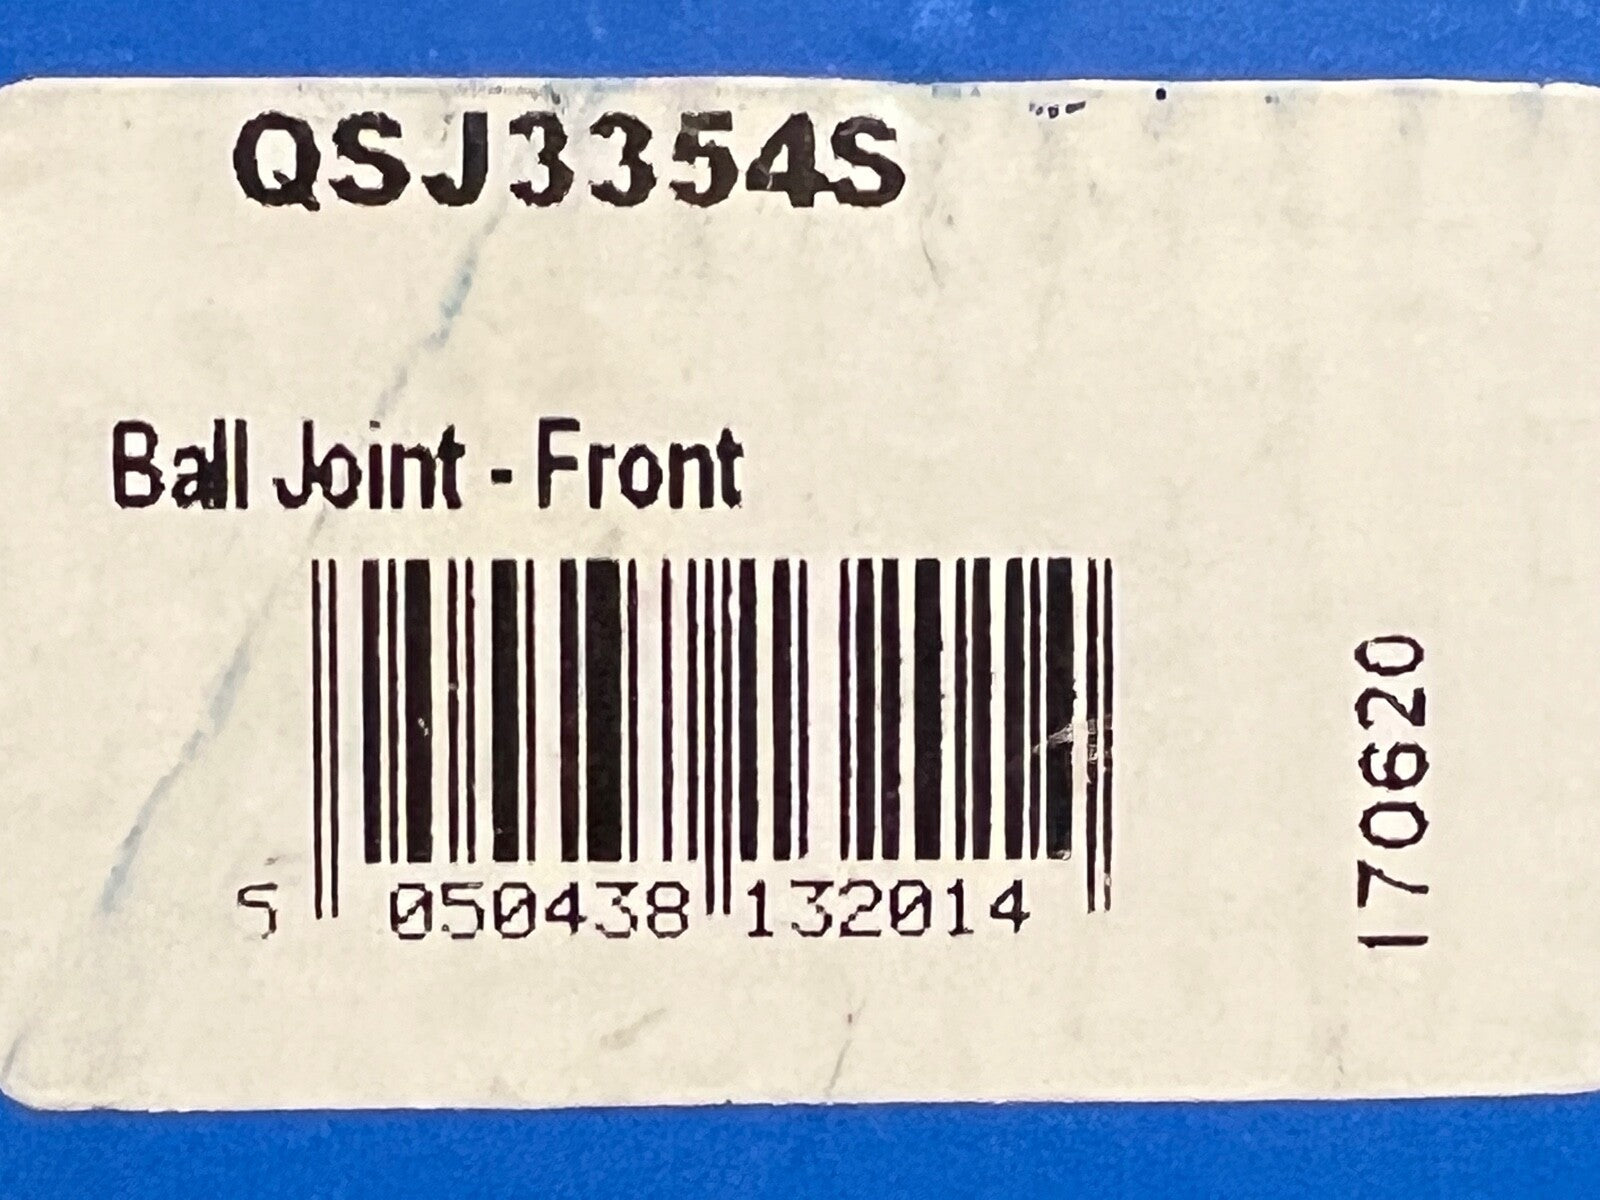 QSJ3354S
Ball Joint - Front
5 050438 132014
170620